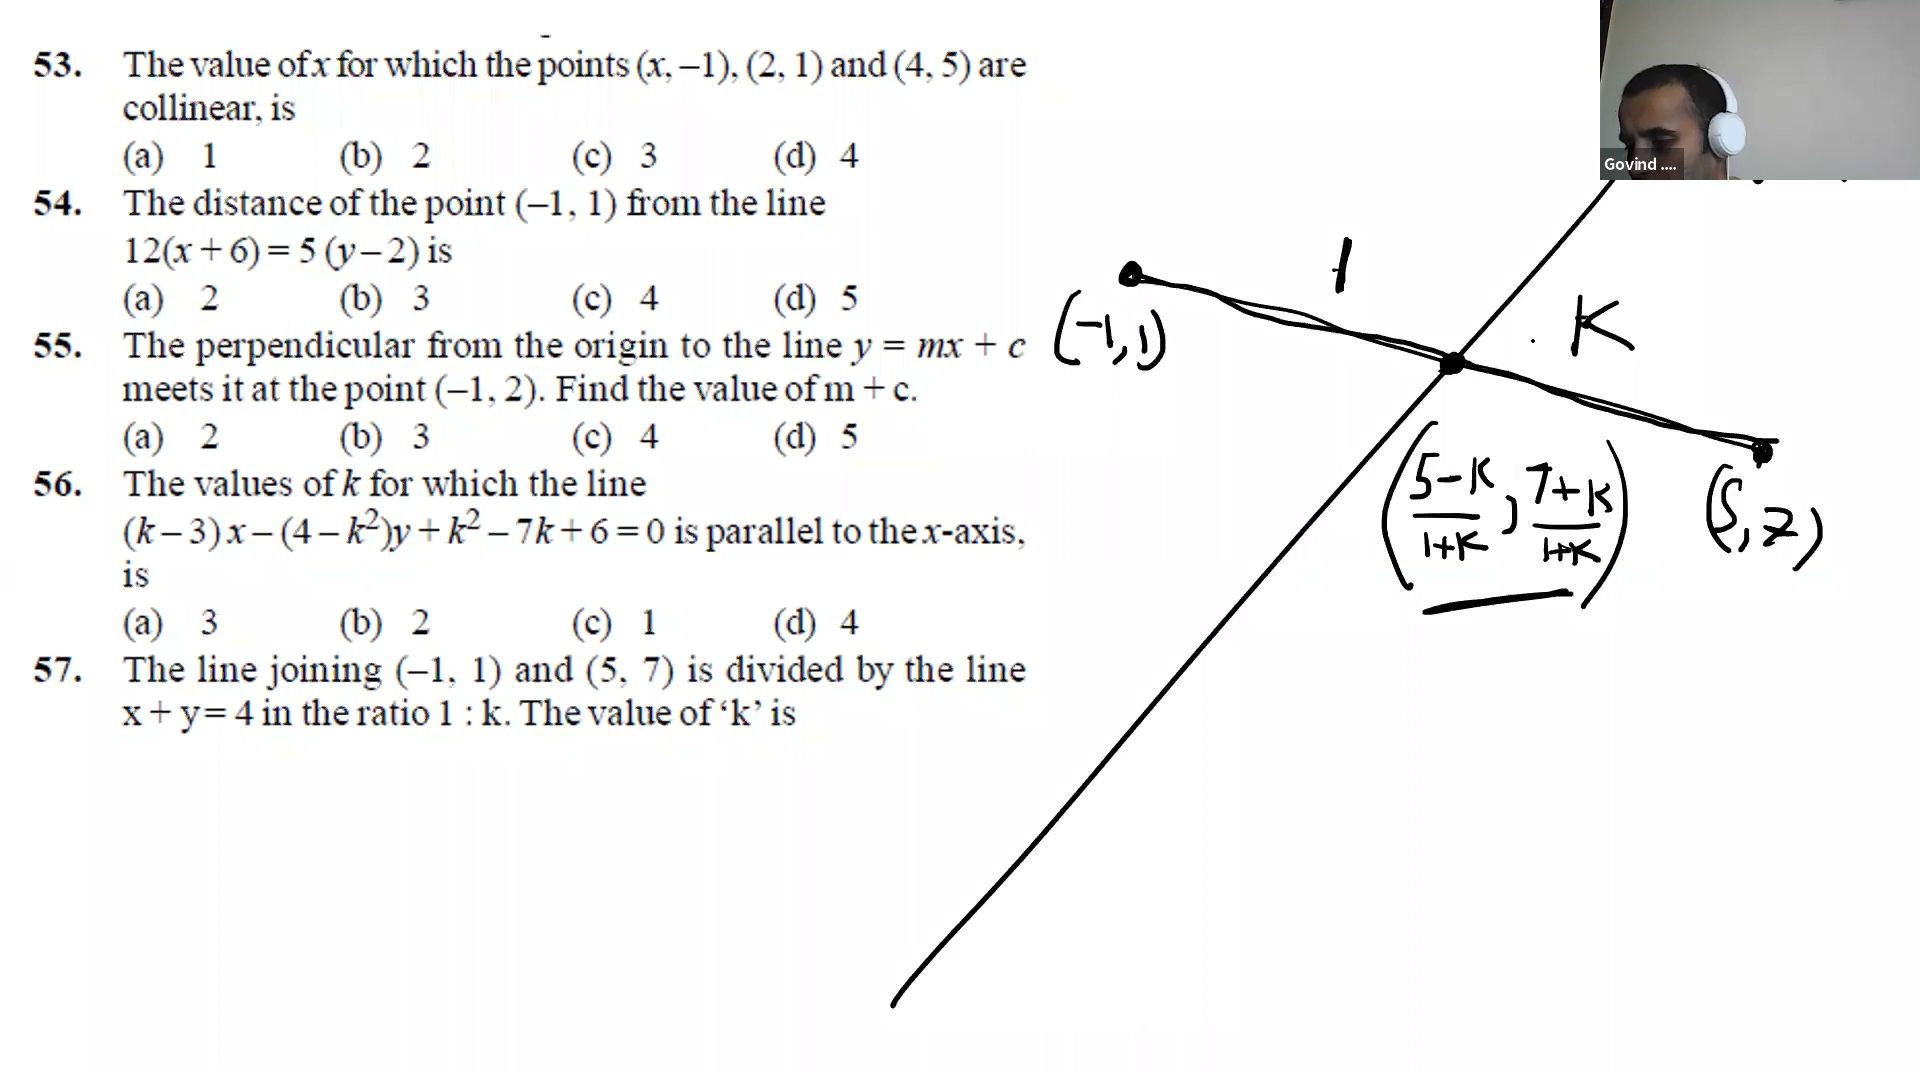 53. The value of x for which the points (x, –1), (2, 1) and (4, 5) are
collinear, is
(a) 1 (b) 2 (c) 3 (d) 4
54. The distance of the point (–1, 1) from the line
12(x + 6) = 5 (y – 2) is
(a) 2 (b) 3 (c) 4 (d) 5
55. The perpendicular from the origin to the line y = mx + c
meets it at the point (–1, 2). Find the value of m + c.
(a) 2 (b) 3 (c) 4 (d) 5
56. The values of k for which the line
(k – 3) x – (4 – k²)y + k² – 7k + 6 = 0 is parallel to the x-axis,
is
(a) 3 (b) 2 (c) 1 (d) 4
57. The line joining (–1, 1) and (5, 7) is divided by the line
x + y = 4 in the ratio 1 : k. The value of ‘k’ is
Govind ....
1
K
(-1, 1)
(5-K/1+K, 7+K/1+K)
(5, 7)